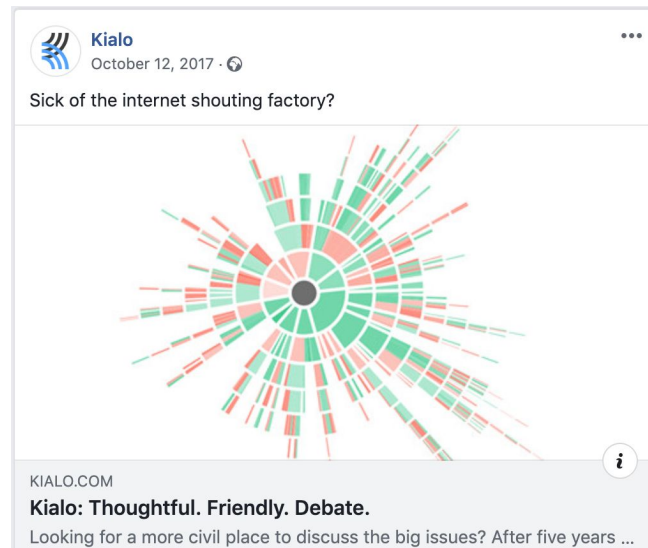 Kialo
October 12, 2017 ·
Sick of the internet shouting factory?
i
KIALO.COM
Kialo: Thoughtful. Friendly. Debate.
Looking for a more civil place to discuss the big issues? After five years ...